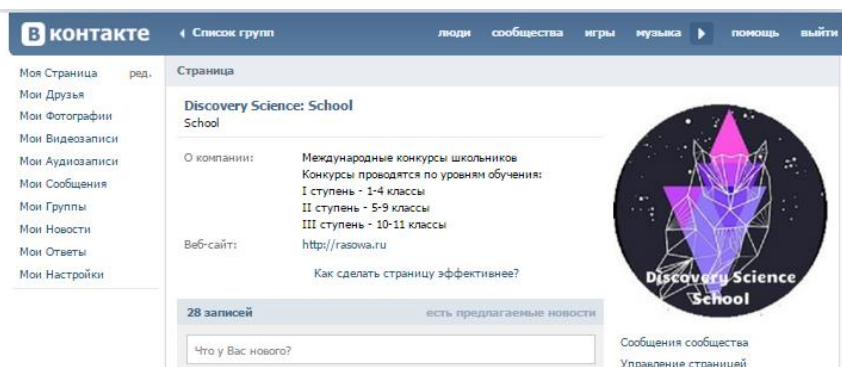 В контакте
Список групп
люди сообщества игры музыка помощь выйти
Моя Страница ред.
Мои Друзья
Мои Фотографии
Мои Видеозаписи
Мои Аудиозаписи
Мои Сообщения
Мои Группы
Мои Новости
Мои Ответы
Мои Настройки
Страница
Discovery Science: School
School
О компании: Международные конкурсы школьников
Конкурсы проводятся по уровням обучения:
I ступень - 1-4 классы
II ступень - 5-9 классы
III ступень - 10-11 классы
Веб-сайт: http://rasowa.ru
Как сделать страницу эффективнее?
28 записей есть предлагаемые новости
Что у Вас нового?
Discovery Science
School
Сообщения сообщества
Управление страницей